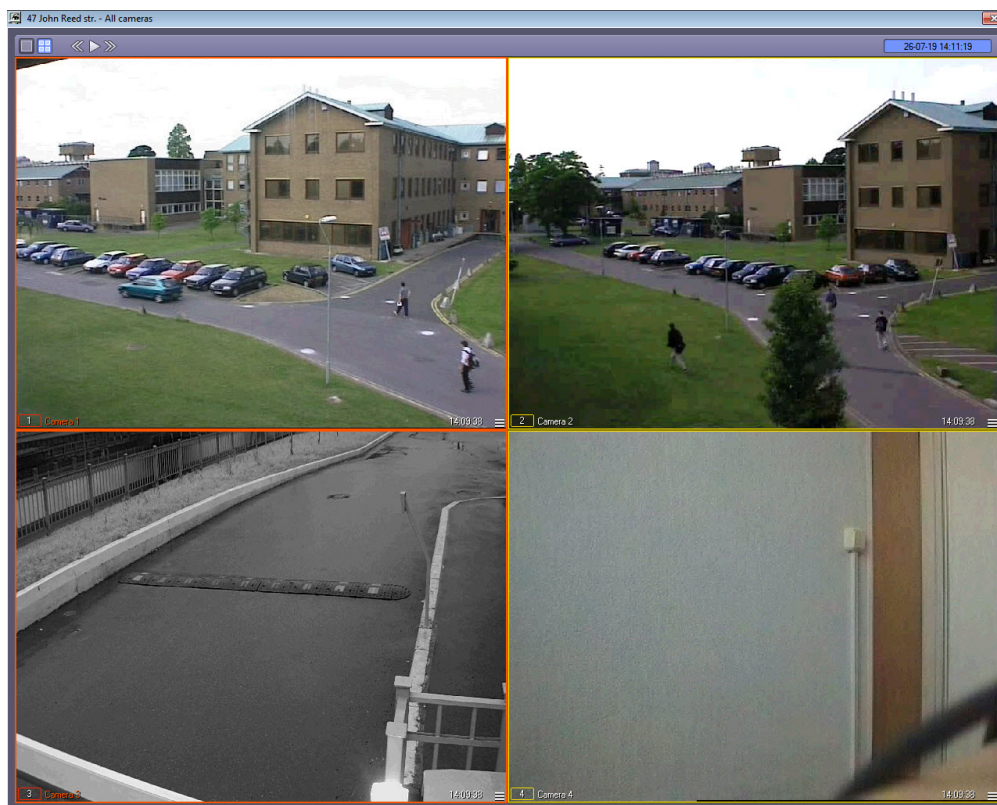 47 John Reed str. - All cameras
26-07-19 14:11:19
1 Camera 1 14:09:38
2 Camera 2 14:09:38
3 Camera 3 14:09:38
4 Camera 4 14:09:38